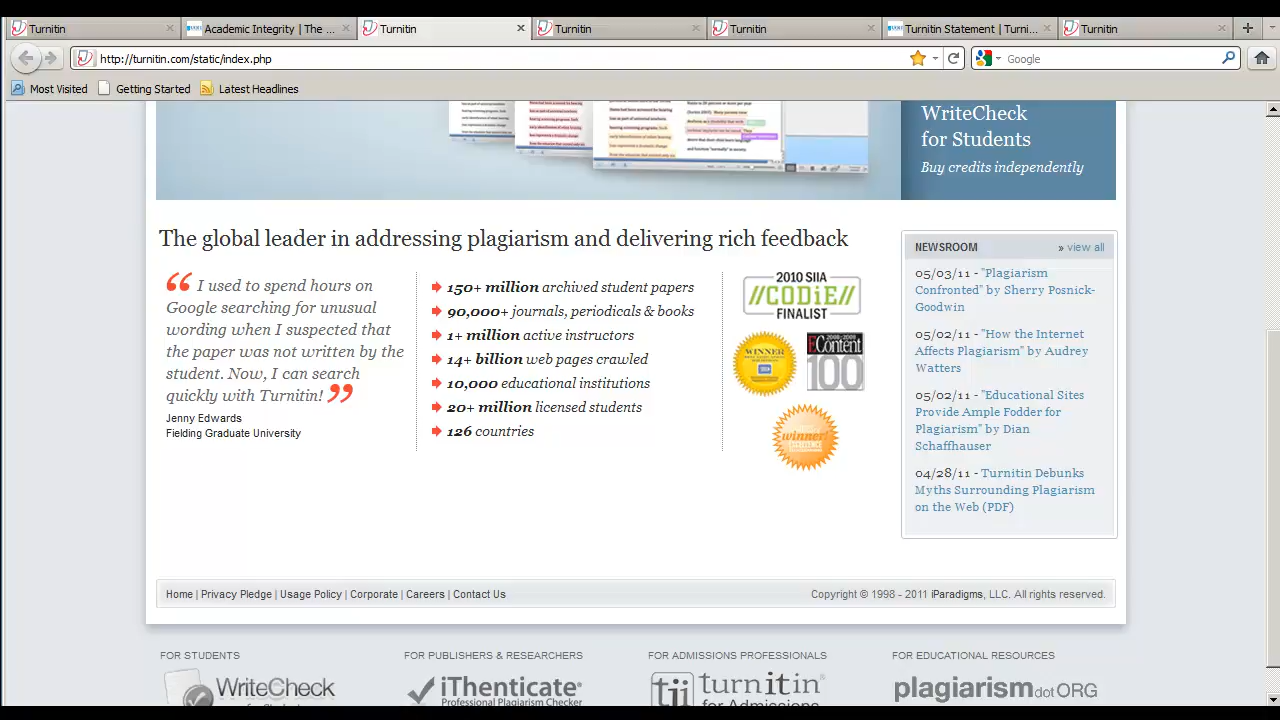 Turnitin
Academic Integrity | The ...
Turnitin
Turnitin
Turnitin
Turnitin Statement | Turni...
Turnitin
http://turnitin.com/static/index.php
Google
Most Visited
Getting Started
Latest Headlines
WriteCheck
for Students
Buy credits independently
The global leader in addressing plagiarism and delivering rich feedback
“ I used to spend hours on
Google searching for unusual
wording when I suspected that
the paper was not written by the
student. Now, I can search
quickly with Turnitin! ”
Jenny Edwards
Fielding Graduate University
150+ million archived student papers
90,000+ journals, periodicals & books
1+ million active instructors
14+ billion web pages crawled
10,000 educational institutions
20+ million licensed students
126 countries
2010 SIIA
//CODiE//
FINALIST
WINNER
EContent
100
winner!
NEWSROOM
» view all
05/03/11 - "Plagiarism
Confronted" by Sherry Posnick-
Goodwin
05/02/11 - "How the Internet
Affects Plagiarism" by Audrey
Watters
05/02/11 - "Educational Sites
Provide Ample Fodder for
Plagiarism" by Dian
Schaffhauser
04/28/11 - Turnitin Debunks
Myths Surrounding Plagiarism
on the Web (PDF)
Home | Privacy Pledge | Usage Policy | Corporate | Careers | Contact Us
Copyright © 1998 - 2011 iParadigms, LLC. All rights reserved.
FOR STUDENTS
WriteCheck
FOR PUBLISHERS & RESEARCHERS
iThenticate®
Professional Plagiarism Checker
FOR ADMISSIONS PROFESSIONALS
turnitin®
for Admissions
FOR EDUCATIONAL RESOURCES
plagiarismdotORG